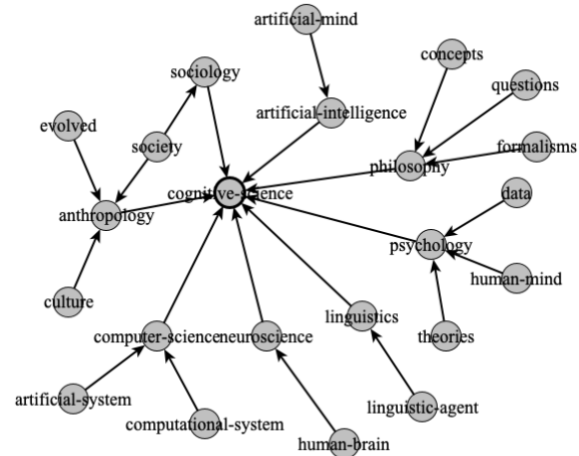 artificial-mind
concepts
sociology
questions
artificial-intelligence
evolved
society
formalisms
philosophy
cognitive-science
data
anthropology
psychology
human-mind
culture
linguistics
computer-science
neuroscience
theories
artificial-system
linguistic-agent
computational-system
human-brain